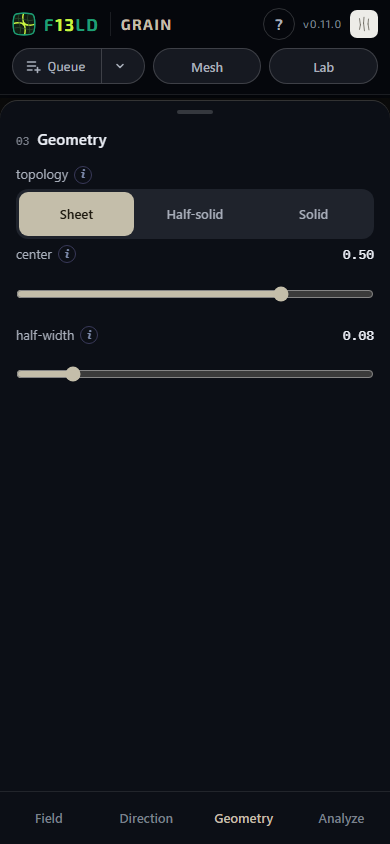 F13LD GRAIN ? v0.11.0
Queue Mesh Lab
03 Geometry
topology i
Sheet Half-solid Solid
center i 0.50
half-width i 0.08
Field Direction Geometry Analyze